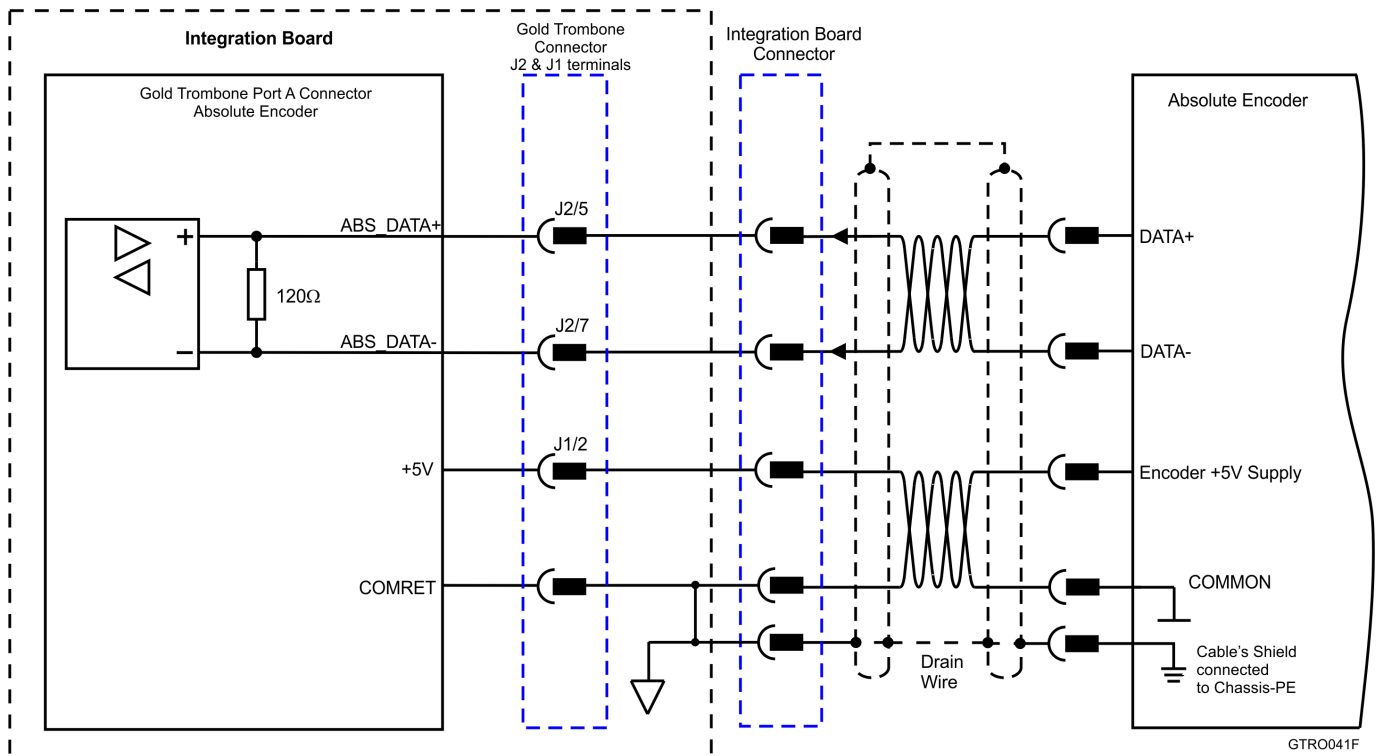 Integration Board
Gold Trombone
Connector
J2 & J1 terminals
Integration Board
Connector
Gold Trombone Port A Connector
Absolute Encoder
Absolute Encoder
+
ABS_DATA+
J2/5
DATA+
120Ω
−
ABS_DATA-
J2/7
DATA-
+5V
J1/2
Encoder +5V Supply
COMRET
COMMON
Drain
Wire
Cable's Shield
connected
to Chassis-PE
GTRO041F